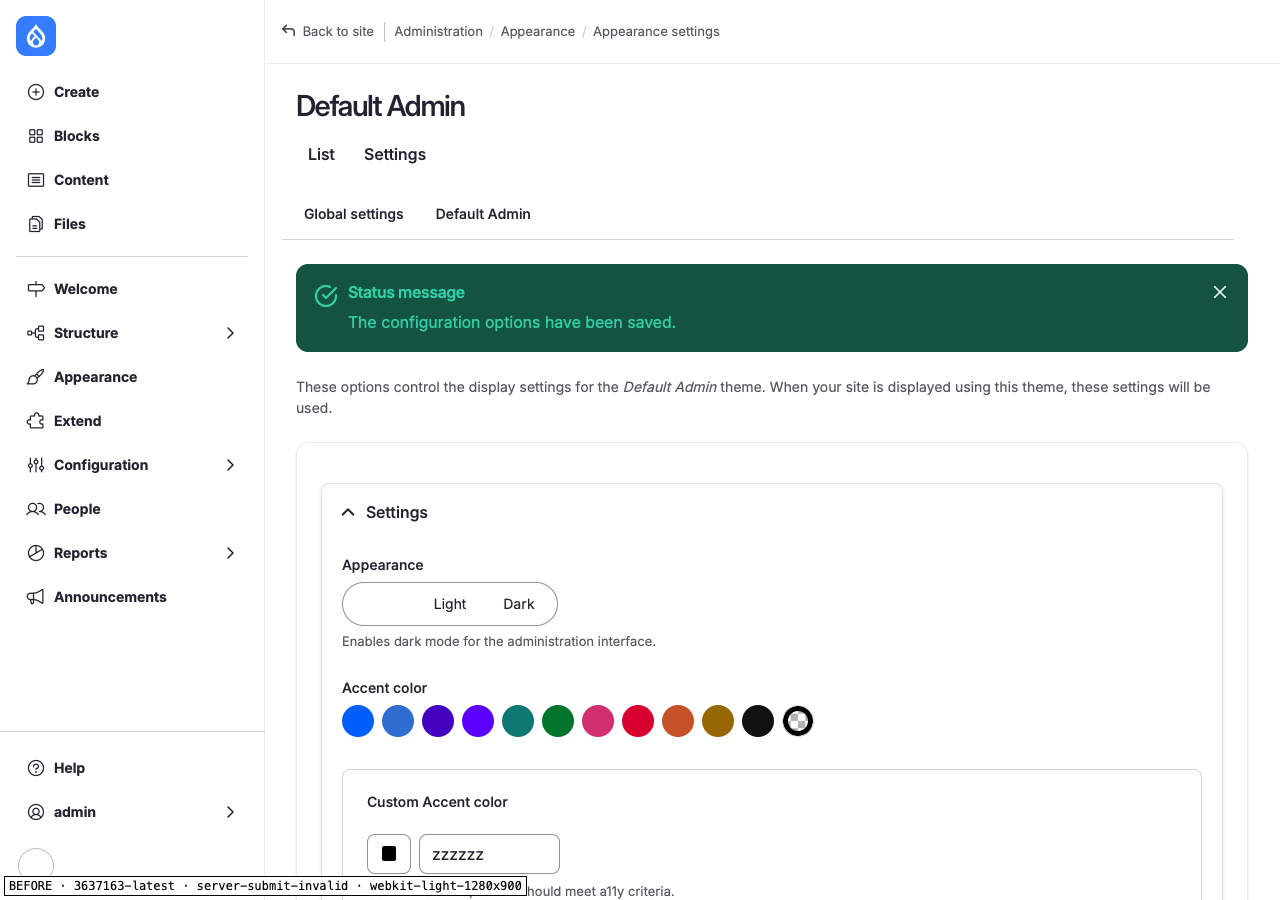 Back to site
Administration / Appearance / Appearance settings
Create
Blocks
Content
Files
Welcome
Structure
Appearance
Extend
Configuration
People
Reports
Announcements
Help
admin
Default Admin
List Settings
Global settings Default Admin
Status message
The configuration options have been saved.
These options control the display settings for the Default Admin theme. When your site is displayed using this theme, these settings will be
used.
Settings
Appearance
Light Dark
Enables dark mode for the administration interface.
Accent color
Custom Accent color
zzzzzz
hould meet a11y criteria.
BEFORE · 3637163-latest · server-submit-invalid · webkit-light-1280x900